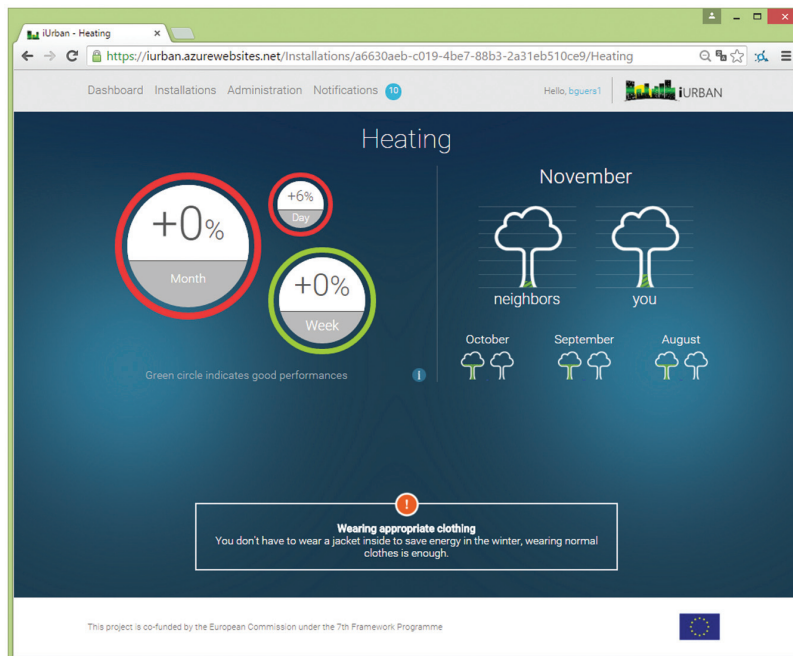 iUrban - Heating
https://iurban.azurewebsites.net/Installations/a6630aeb-c019-4be7-88b3-2a31eb510ce9/Heating
Dashboard Installations Administration Notifications 10
Hello, bguers1
iURBAN
Heating
+0%
Month
+6%
Day
+0%
Week
Green circle indicates good performances
i
November
neighbors you
October September August
!
Wearing appropriate clothing
You don't have to wear a jacket inside to save energy in the winter, wearing normal
clothes is enough.
This project is co-funded by the European Commission under the 7th Framework Programme